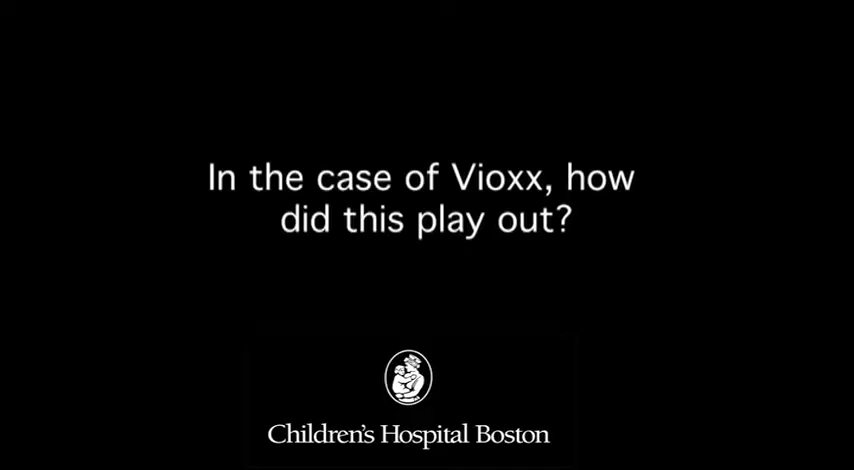 In the case of Vioxx, how
did this play out?
Children's Hospital Boston